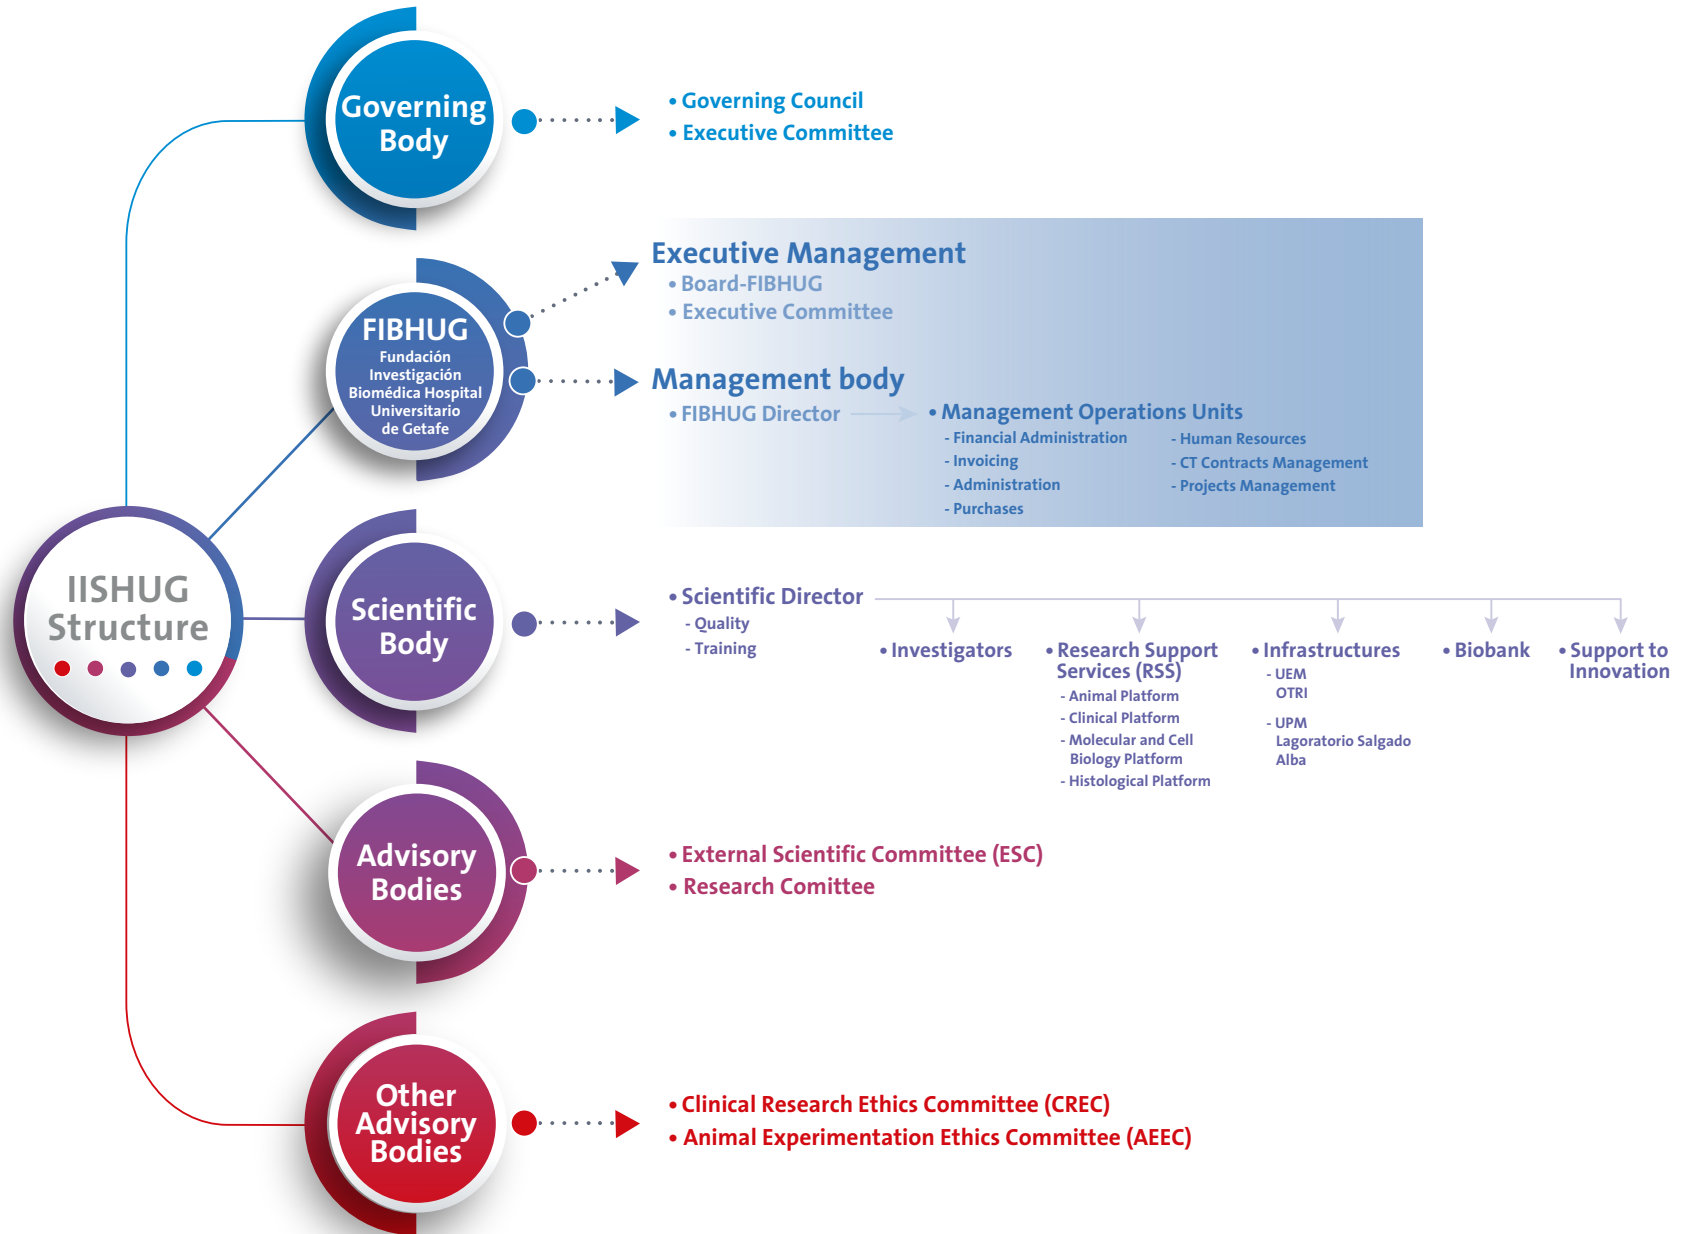 IISHUG
Structure
Governing
Body
• Governing Council
• Executive Committee
FIBHUG
Fundación
Investigación
Biomédica Hospital
Universitario
de Getafe
Executive Management
• Board-FIBHUG
• Executive Committee
Management body
• FIBHUG Director
• Management Operations Units
- Financial Administration
- Invoicing
- Administration
- Purchases
- Human Resources
- CT Contracts Management
- Projects Management
Scientific
Body
• Scientific Director
- Quality
- Training
• Investigators
• Research Support
Services (RSS)
- Animal Platform
- Clinical Platform
- Molecular and Cell
Biology Platform
- Histological Platform
• Infrastructures
- UEM
OTRI
- UPM
Lagoratorio Salgado
Alba
• Biobank
• Support to
Innovation
Advisory
Bodies
• External Scientific Committee (ESC)
• Research Comittee
Other
Advisory
Bodies
• Clinical Research Ethics Committee (CREC)
• Animal Experimentation Ethics Committee (AEEC)